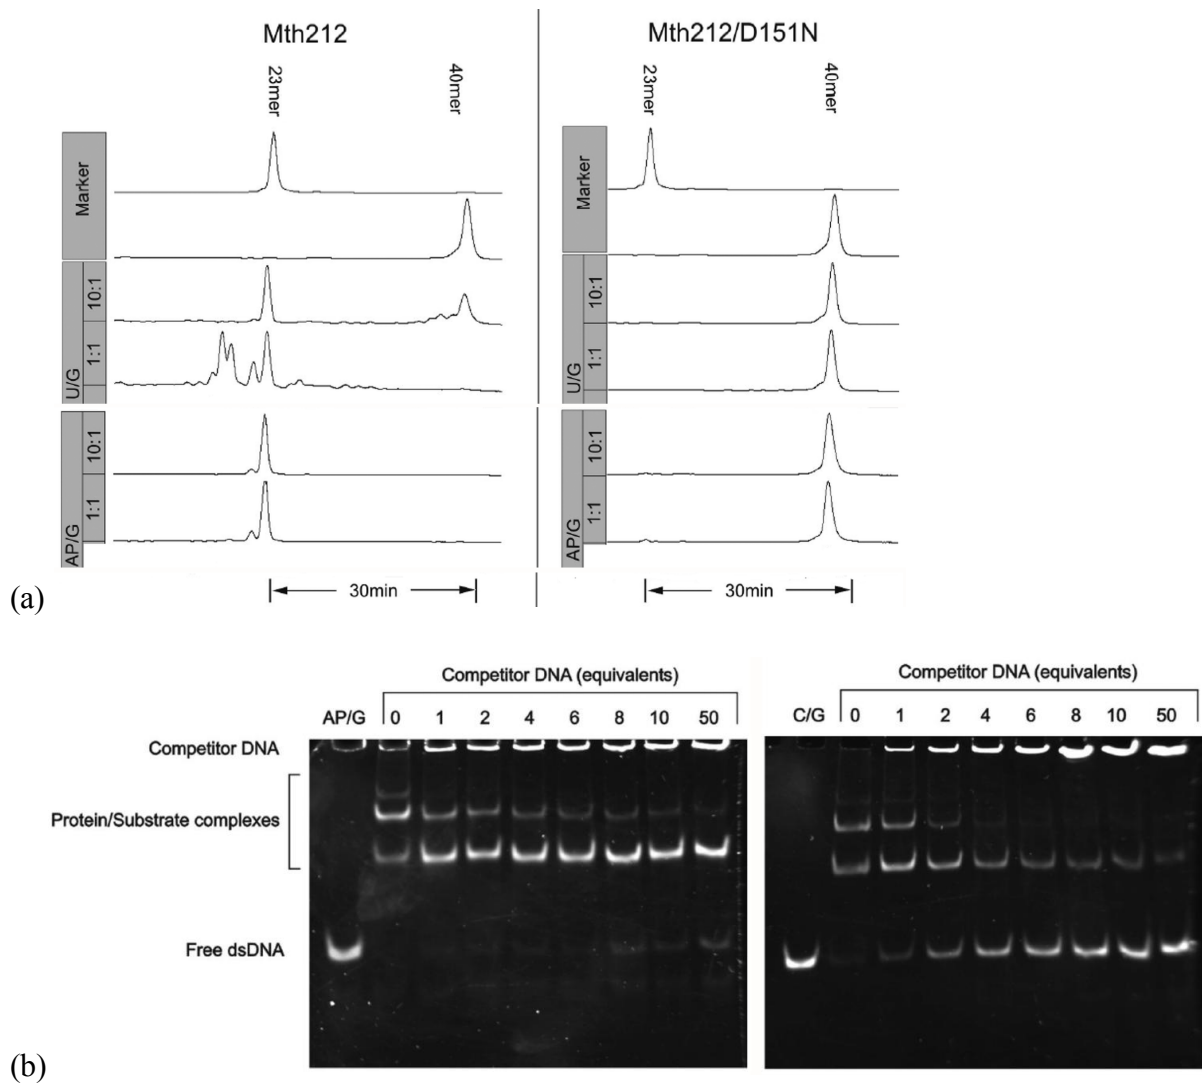 Mth212
Mth212/D151N
23mer
40mer
23mer
40mer
Marker
Marker
U/G
10:1
1:1
U/G
10:1
1:1
AP/G
10:1
1:1
AP/G
10:1
1:1
30min
30min
(a)
Competitor DNA (equivalents)
AP/G 0 1 2 4 6 8 10 50
Competitor DNA (equivalents)
C/G 0 1 2 4 6 8 10 50
Competitor DNA
Protein/Substrate complexes
Free dsDNA
(b)